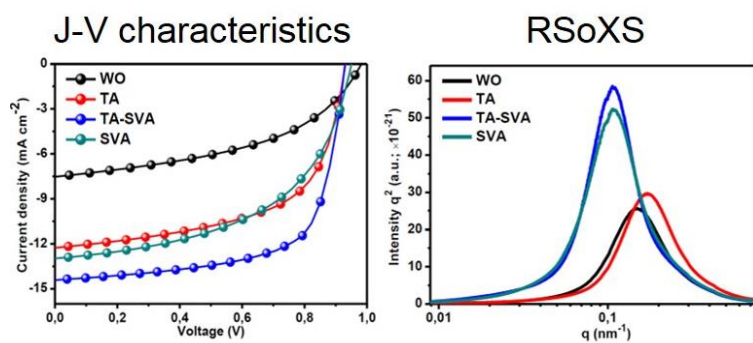 J-V characteristics
RSoXS
0
-3
-6
-9
-12
-15
Current density (mA cm⁻²)
WO
TA
TA-SVA
SVA
0,0 0,2 0,4 0,6 0,8 1,0
Voltage (V)
60
50
40
30
20
10
0
Intensity q² (a.u.; ×10⁻²¹)
WO
TA
TA-SVA
SVA
0,01 0,1
q (nm⁻¹)